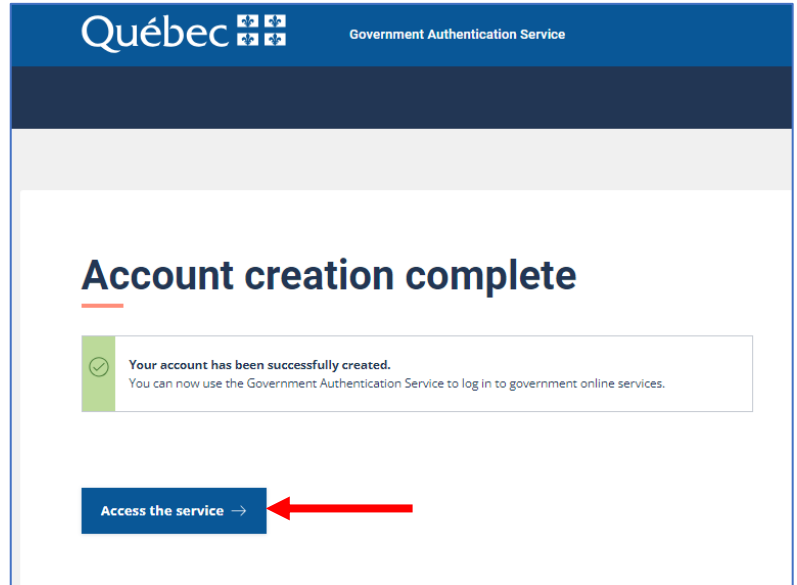 Québec
Government Authentication Service
Account creation complete
Your account has been successfully created.
You can now use the Government Authentication Service to log in to government online services.
Access the service →